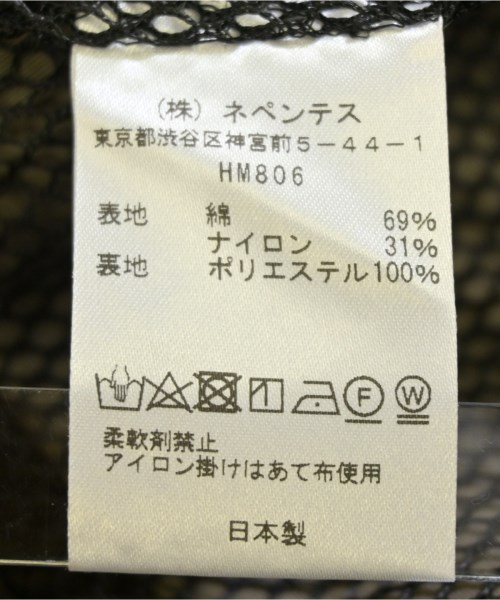 （株）ネペンテス
東京都渋谷区神宮前５－４４－１
HM806
表地 綿 69%
ナイロン 31%
裏地 ポリエステル100%
F W
柔軟剤禁止
アイロン掛けはあて布使用
日本製